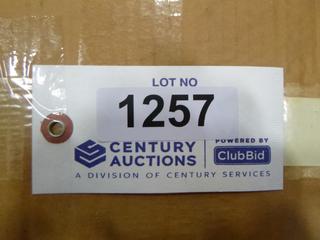 LOT NO
1257
CENTURY
AUCTIONS
POWERED BY
ClubBid
A DIVISION OF CENTURY SERVICES